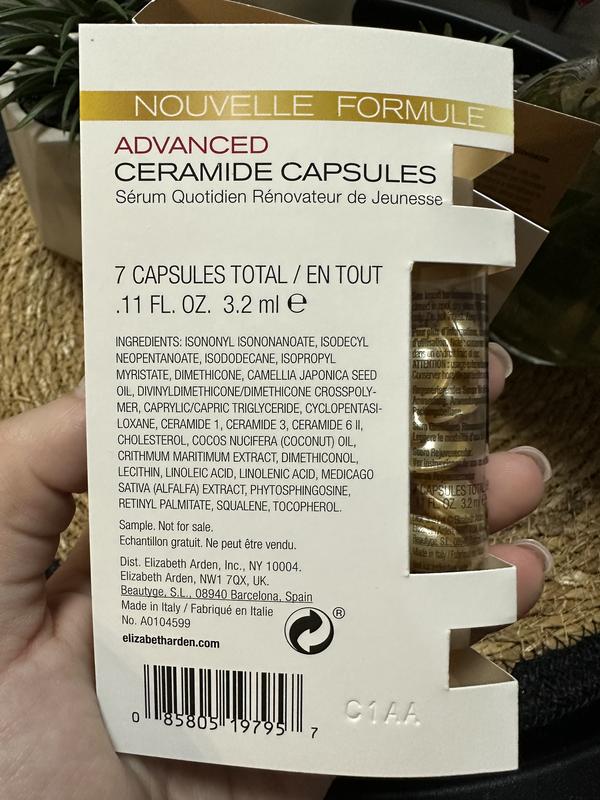 NOUVELLE FORMULE
ADVANCED
CERAMIDE CAPSULES
Sérum Quotidien Rénovateur de Jeunesse
7 CAPSULES TOTAL / EN TOUT
.11 FL. OZ. 3.2 ml ℮
INGREDIENTS: ISONONYL ISONONANOATE, ISODECYL
NEOPENTANOATE, ISODODECANE, ISOPROPYL
MYRISTATE, DIMETHICONE, CAMELLIA JAPONICA SEED
OIL, DIVINYLDIMETHICONE/DIMETHICONE CROSSPOLY-
MER, CAPRYLIC/CAPRIC TRIGLYCERIDE, CYCLOPENTASI-
LOXANE, CERAMIDE 1, CERAMIDE 3, CERAMIDE 6 II,
CHOLESTEROL, COCOS NUCIFERA (COCONUT) OIL,
CRITHMUM MARITIMUM EXTRACT, DIMETHICONOL,
LECITHIN, LINOLEIC ACID, LINOLENIC ACID, MEDICAGO
SATIVA (ALFALFA) EXTRACT, PHYTOSPHINGOSINE,
RETINYL PALMITATE, SQUALENE, TOCOPHEROL.
Sample. Not for sale.
Echantillon gratuit. Ne peut être vendu.
Dist. Elizabeth Arden, Inc., NY 10004.
Elizabeth Arden, NW1 7QX, UK.
Beautyge, S.L., 08940 Barcelona, Spain
Made in Italy / Fabriqué en Italie
No. A0104599
elizabetharden.com
®
0 85805 19795 7
C1AA
CAPSULES TOTAL